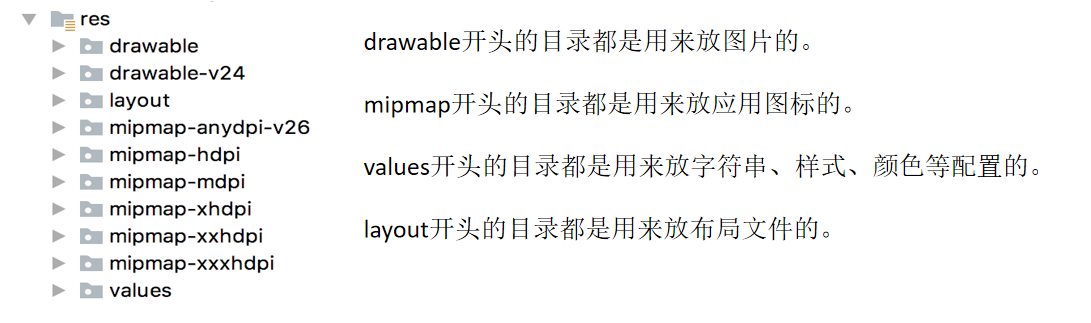 res
drawable
drawable-v24
layout
mipmap-anydpi-v26
mipmap-hdpi
mipmap-mdpi
mipmap-xhdpi
mipmap-xxhdpi
mipmap-xxxhdpi
values
drawable开头的目录都是用来放图片的。
mipmap开头的目录都是用来放应用图标的。
values开头的目录都是用来放字符串、样式、颜色等配置的。
layout开头的目录都是用来放布局文件的。